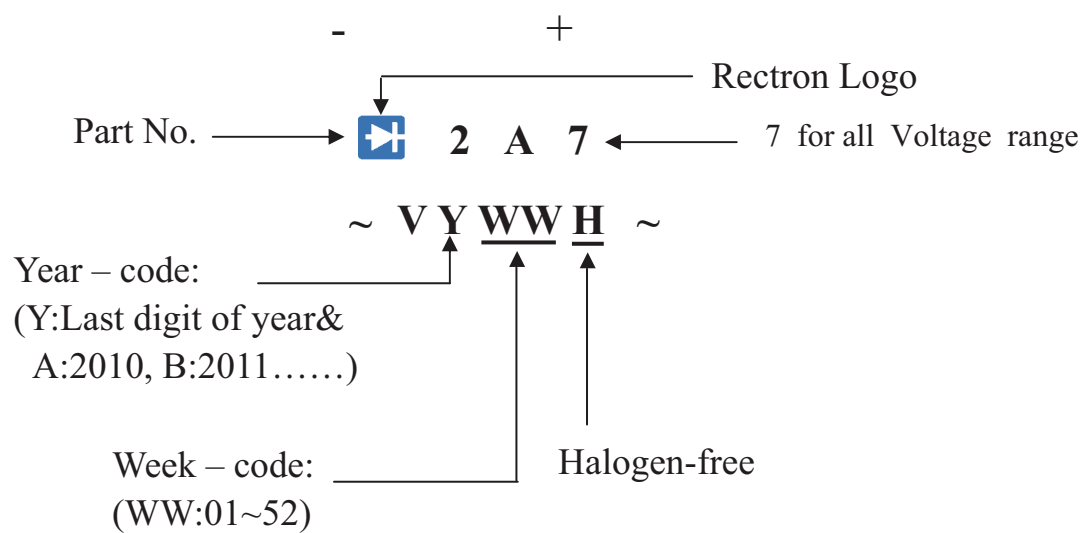 - +
Rectron Logo
Part No. 2 A 7 7 for all Voltage range
~ V Y WW H ~
Year – code:
(Y:Last digit of year&
A:2010, B:2011……)
Week – code:
(WW:01~52)
Halogen-free